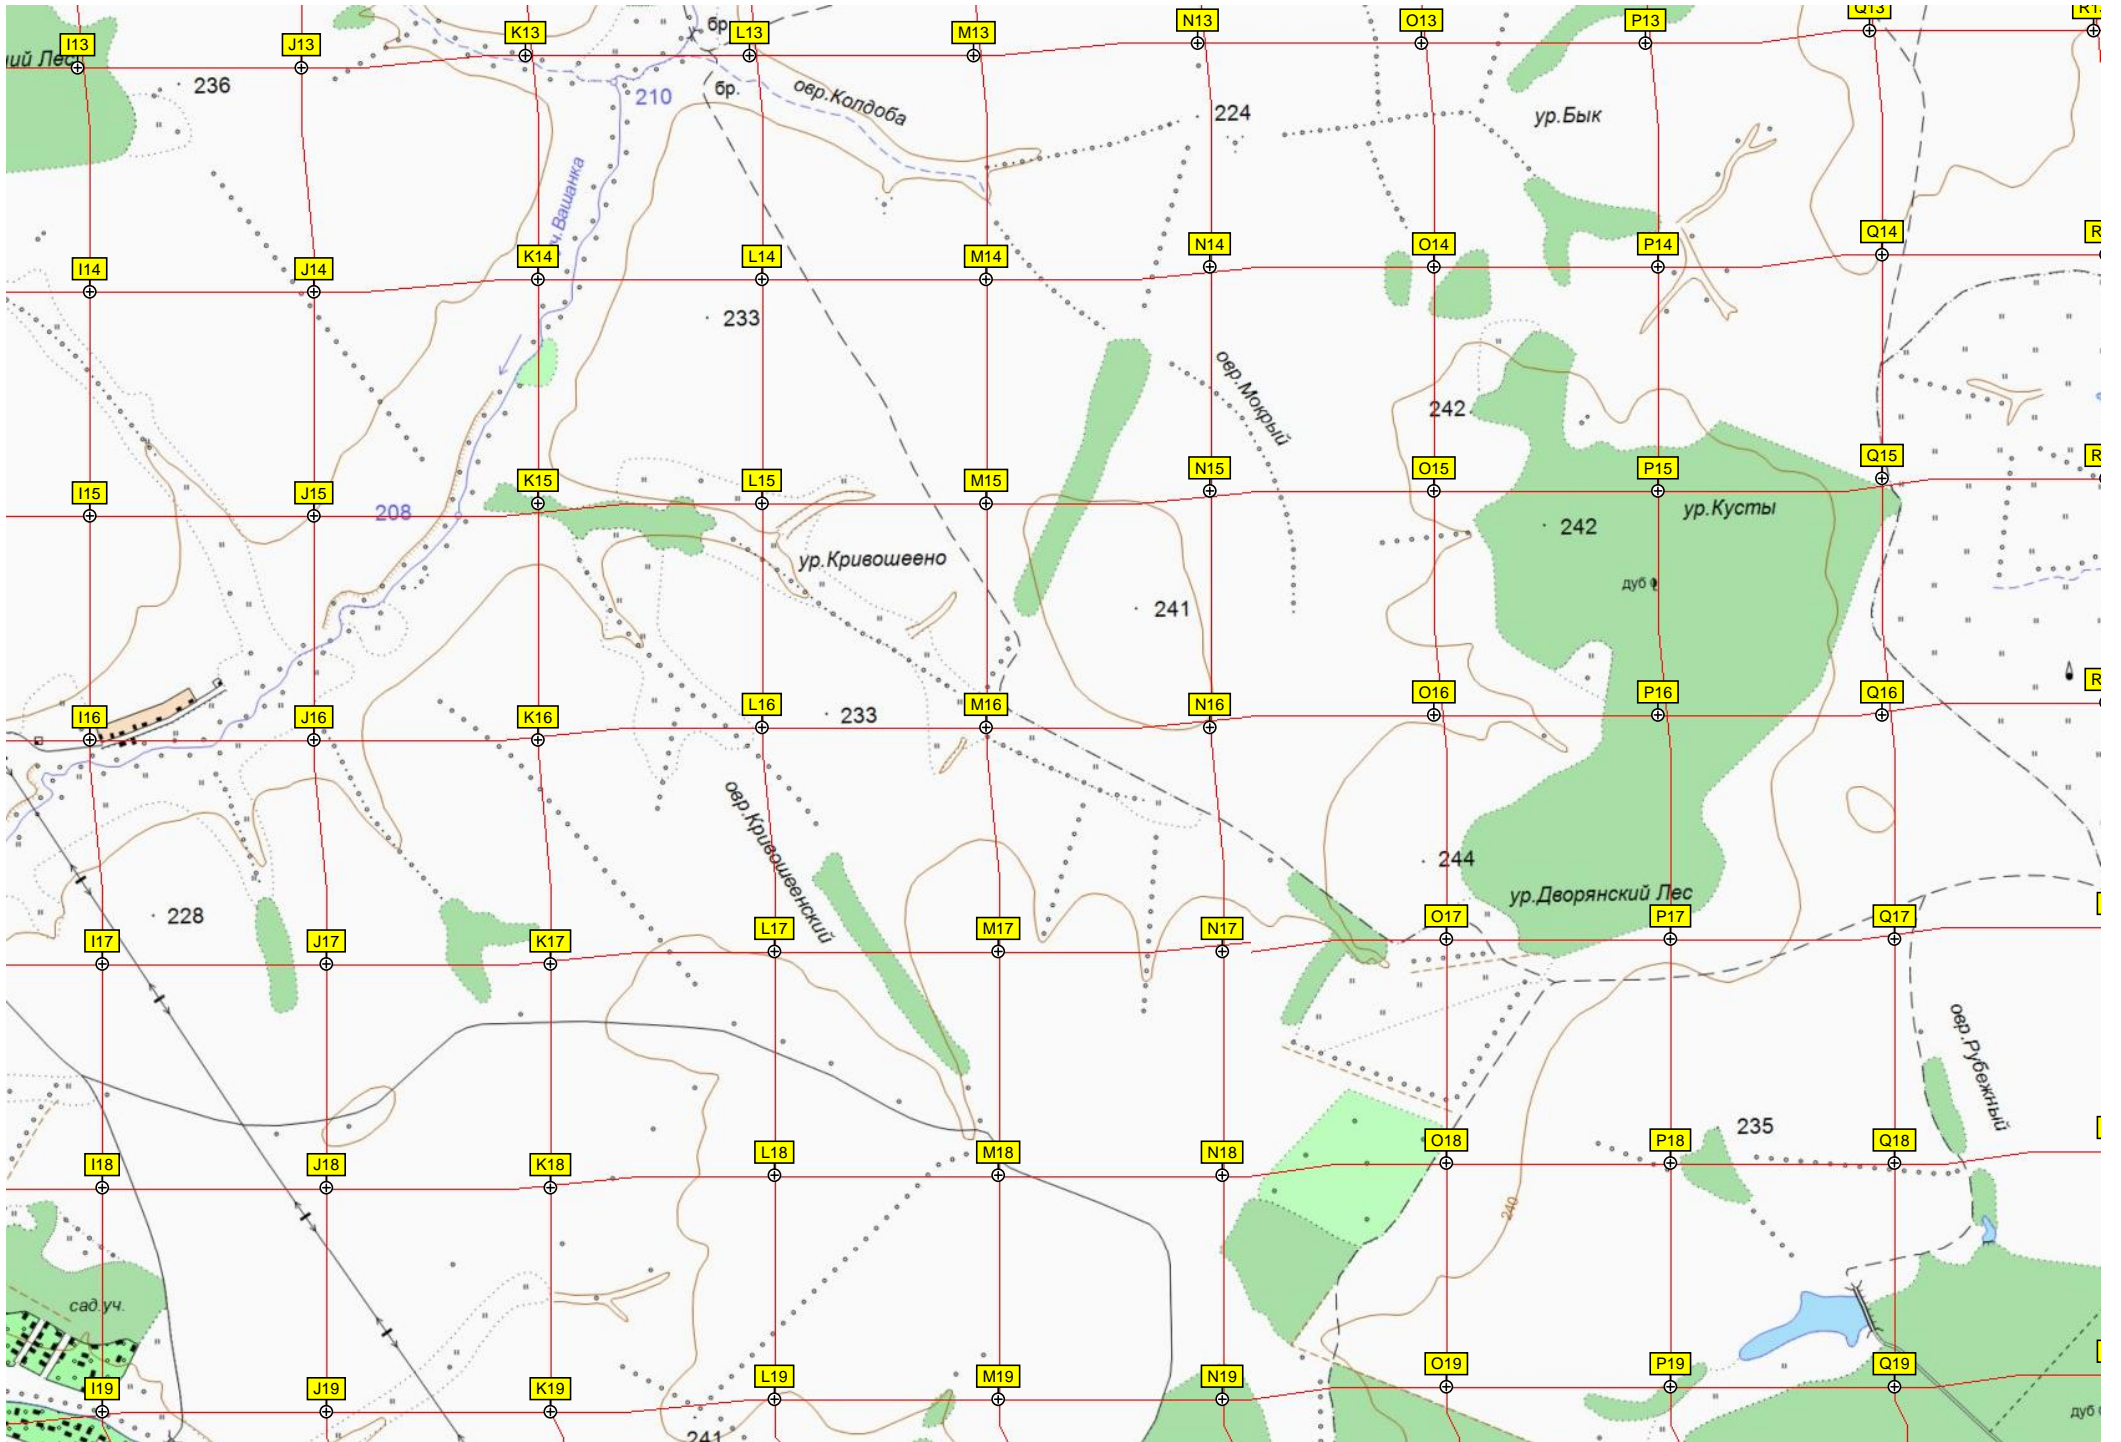 Q13
R13
бр.
I13
J13
K13
L13
M13
N13
O13
P13
ий Лес
236
210
бр.
овр.Колдоба
224
ур.Бык
уч.Вашанка
I14
J14
K14
L14
M14
N14
O14
P14
Q14
R
233
овр.Мокрый
242
I15
J15
K15
L15
M15
N15
O15
P15
Q15
R
208
ур.Кусты
242
ур.Кривошеено
дуб
241
I16
J16
K16
L16
233
M16
N16
O16
P16
Q16
R
овр.Кривошеенский
244
ур.Дворянский Лес
228
I17
J17
K17
L17
M17
N17
O17
P17
Q17
овр.Рубежный
235
I18
J18
K18
L18
M18
N18
O18
P18
Q18
240
сад.уч.
I19
J19
K19
L19
M19
N19
O19
P19
Q19
дуб
241